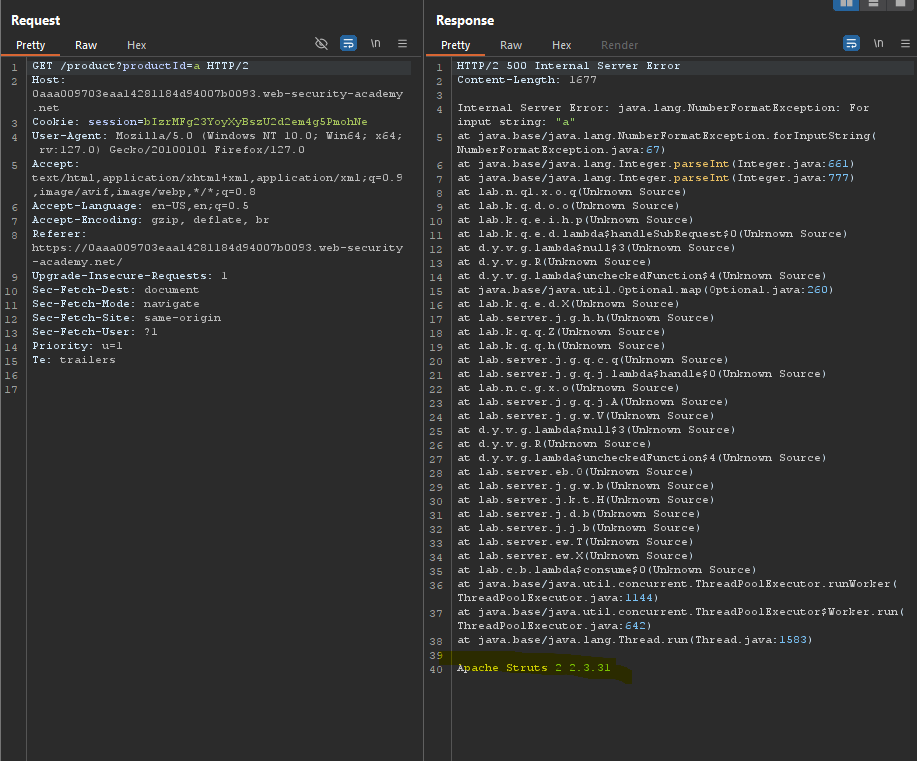 Request
Pretty Raw Hex \n
1 GET /product?productId=a HTTP/2
2 Host:
0aaa009703eaa14281184d94007b0093.web-security-academy
.net
3 Cookie: session=bIzrMFg23YoyXyBszU2d2em4g5PmohNe
4 User-Agent: Mozilla/5.0 (Windows NT 10.0; Win64; x64;
rv:127.0) Gecko/20100101 Firefox/127.0
5 Accept:
text/html,application/xhtml+xml,application/xml;q=0.9
,image/avif,image/webp,*/*;q=0.8
6 Accept-Language: en-US,en;q=0.5
7 Accept-Encoding: gzip, deflate, br
8 Referer:
https://0aaa009703eaa14281184d94007b0093.web-security
-academy.net/
9 Upgrade-Insecure-Requests: 1
10 Sec-Fetch-Dest: document
11 Sec-Fetch-Mode: navigate
12 Sec-Fetch-Site: same-origin
13 Sec-Fetch-User: ?1
14 Priority: u=1
15 Te: trailers
16
17
Response
Pretty Raw Hex Render \n
1 HTTP/2 500 Internal Server Error
2 Content-Length: 1677
3
4 Internal Server Error: java.lang.NumberFormatException: For
input string: "a"
5 at java.base/java.lang.NumberFormatException.forInputString(
NumberFormatException.java:67)
6 at java.base/java.lang.Integer.parseInt(Integer.java:661)
7 at java.base/java.lang.Integer.parseInt(Integer.java:777)
8 at lab.n.ql.x.o.q(Unknown Source)
9 at lab.k.q.d.o.o(Unknown Source)
10 at lab.k.q.e.i.h.p(Unknown Source)
11 at lab.k.q.e.d.lambda$handleSubRequest$0(Unknown Source)
12 at d.y.v.g.lambda$null$3(Unknown Source)
13 at d.y.v.g.R(Unknown Source)
14 at d.y.v.g.lambda$uncheckedFunction$4(Unknown Source)
15 at java.base/java.util.Optional.map(Optional.java:260)
16 at lab.k.q.e.d.X(Unknown Source)
17 at lab.server.j.g.h.h(Unknown Source)
18 at lab.k.q.q.Z(Unknown Source)
19 at lab.k.q.q.h(Unknown Source)
20 at lab.server.j.g.q.c.q(Unknown Source)
21 at lab.server.j.g.q.j.lambda$handle$0(Unknown Source)
22 at lab.n.c.g.x.o(Unknown Source)
23 at lab.server.j.g.q.j.A(Unknown Source)
24 at lab.server.j.g.w.V(Unknown Source)
25 at d.y.v.g.lambda$null$3(Unknown Source)
26 at d.y.v.g.R(Unknown Source)
27 at d.y.v.g.lambda$uncheckedFunction$4(Unknown Source)
28 at lab.server.eb.0(Unknown Source)
29 at lab.server.j.g.w.b(Unknown Source)
30 at lab.server.j.k.t.H(Unknown Source)
31 at lab.server.j.d.b(Unknown Source)
32 at lab.server.j.j.b(Unknown Source)
33 at lab.server.ew.T(Unknown Source)
34 at lab.server.ew.X(Unknown Source)
35 at lab.c.b.lambda$consume$0(Unknown Source)
36 at java.base/java.util.concurrent.ThreadPoolExecutor.runWorker(
ThreadPoolExecutor.java:1144)
37 at java.base/java.util.concurrent.ThreadPoolExecutor$Worker.run(
ThreadPoolExecutor.java:642)
38 at java.base/java.lang.Thread.run(Thread.java:1583)
39
40 Apache Struts 2 2.3.31